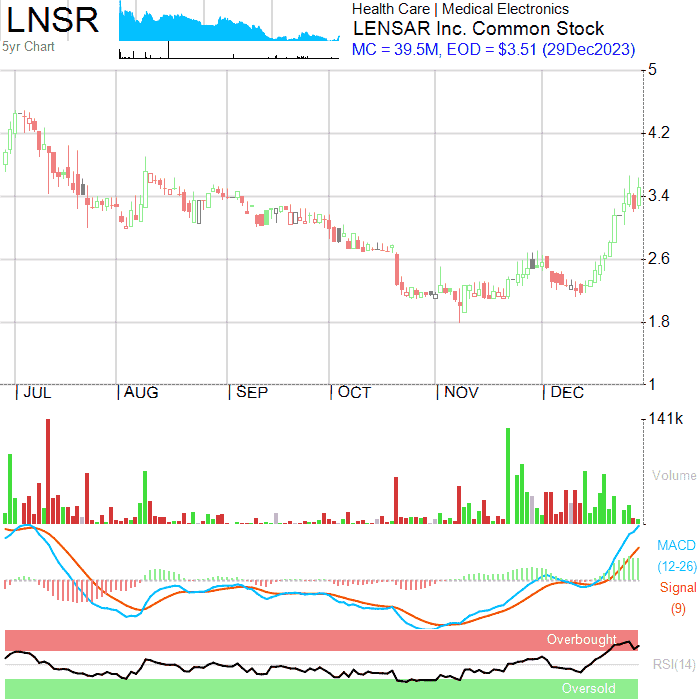 LNSR
5yr Chart
Health Care | Medical Electronics
LENSAR Inc. Common Stock
MC = 39.5M, EOD = $3.51 (29Dec2023)
5
4.2
3.4
2.6
1.8
1
JUL AUG SEP OCT NOV DEC
141k
Volume
MACD
(12-26)
Signal
(9)
Overbought
RSI(14)
Oversold